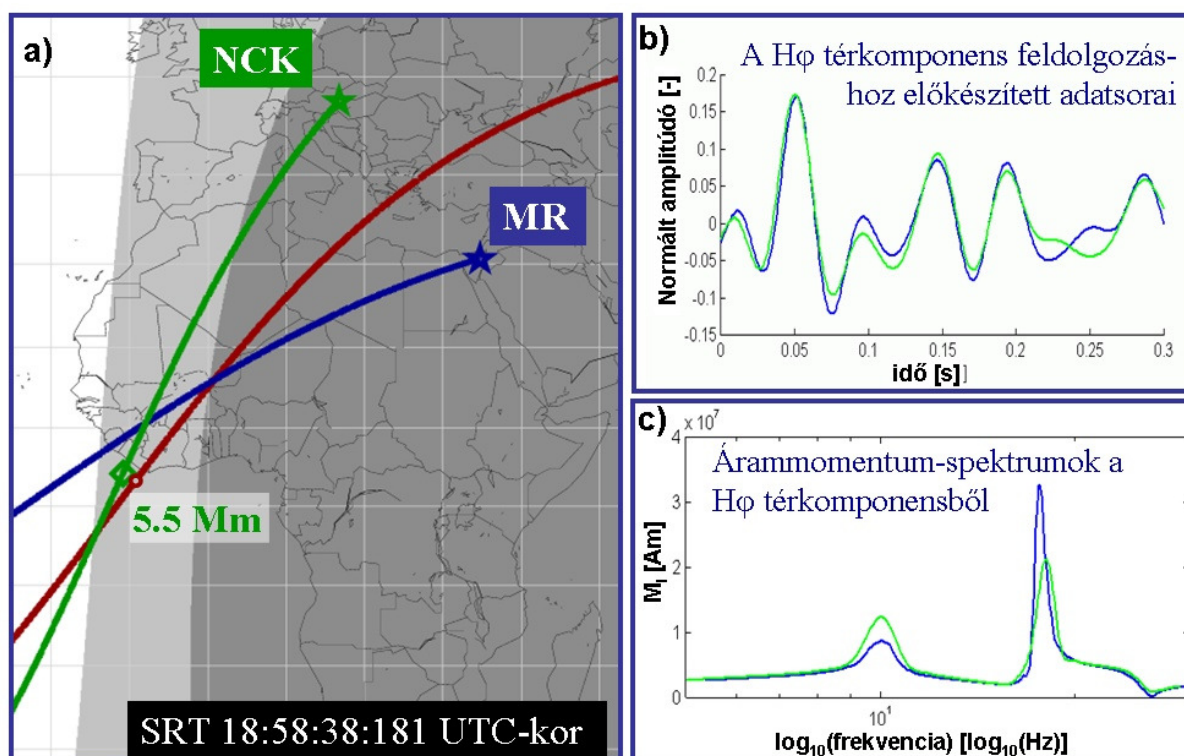 a)
NCK
MR
5.5 Mm
SRT 18:58:38:181 UTC-kor
b)
A Hφ térkomponens feldolgozás-
hoz előkészített adatsorai
Normált amplitúdó [-]
0.2
0.15
0.1
0.05
0
-0.05
-0.1
-0.15
0
0.05
0.1
0.15
0.2
0.25
0.3
idő [s]]
c)
x 10⁷
Árammomentum-spektrumok a
Hφ térkomponensből
M_I [Am]
4
3
2
1
0
10¹
log₁₀(frekvencia) [log₁₀(Hz)]